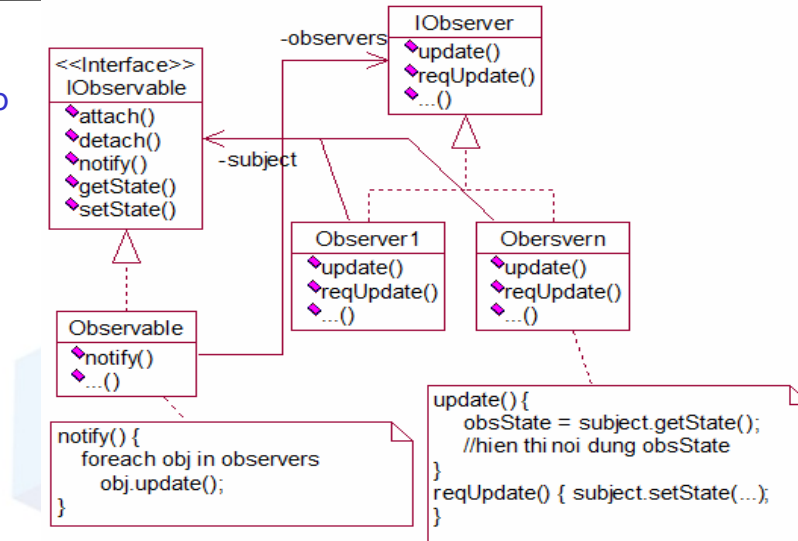 <<Interface>>
IObservable
attach()
detach()
notify()
getState()
setState()
-observers
IObserver
update()
reqUpdate()
...()
-subject
Observer1
update()
reqUpdate()
...()
Obersvern
update()
reqUpdate()
...()
Observable
notify()
...()
notify() {
foreach obj in observers
obj.update();
}
update() {
obsState = subject.getState();
//hien thi noi dung obsState
}
reqUpdate() { subject.setState(...);
}